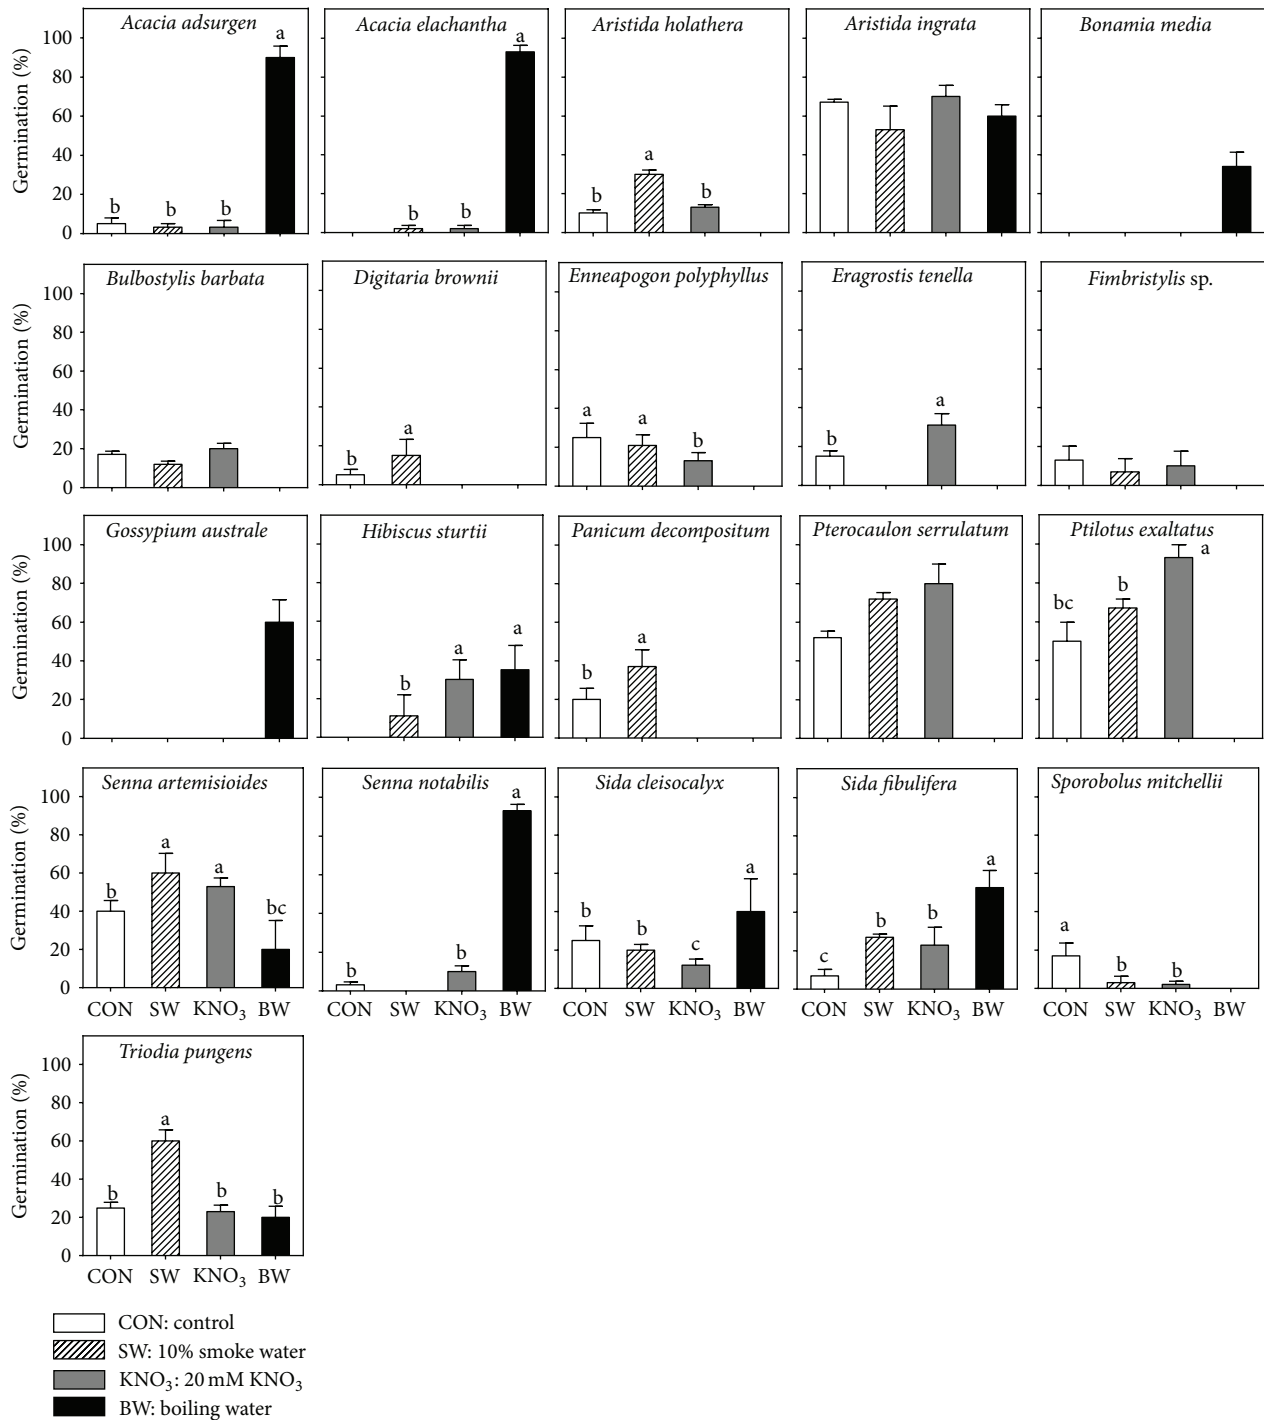 Acacia adsurgen
Acacia elachantha
Aristida holathera
Aristida ingrata
Bonamia media
Germination (%)
100
80
60
40
20
0
b b b a
b b a
b a b
Bulbostylis barbata
Digitaria brownii
Enneapogon polyphyllus
Eragrostis tenella
Fimbristylis sp.
Germination (%)
100
80
60
40
20
0
b a
a a b
b a
Gossypium australe
Hibiscus sturtii
Panicum decompositum
Pterocaulon serrulatum
Ptilotus exaltatus
Germination (%)
100
80
60
40
20
0
b a a
b a
bc b a
Senna artemisioides
Senna notabilis
Sida cleisocalyx
Sida fibulifera
Sporobolus mitchellii
Germination (%)
100
80
60
40
20
0
b a a bc
b b a
b b c a
c b b a
a b b
CON SW KNO₃ BW
CON SW KNO₃ BW
CON SW KNO₃ BW
CON SW KNO₃ BW
CON SW KNO₃ BW
Triodia pungens
Germination (%)
100
80
60
40
20
0
b a b b
CON SW KNO₃ BW
CON: control
SW: 10% smoke water
KNO₃: 20 mM KNO₃
BW: boiling water